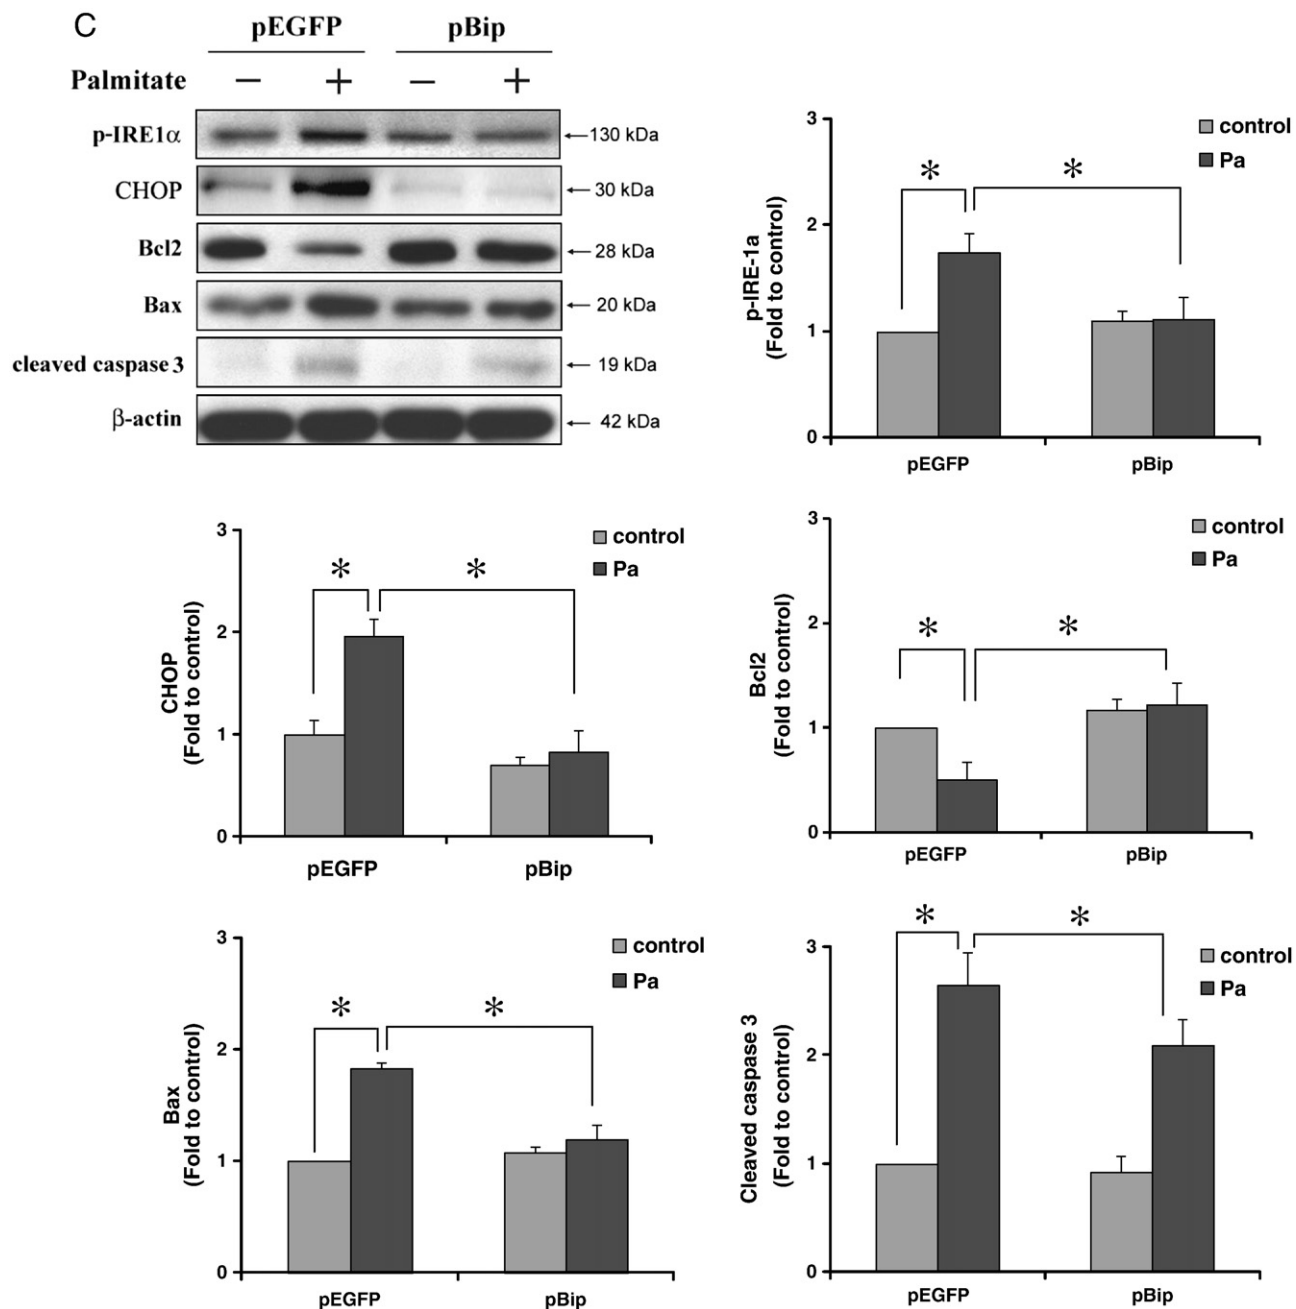 C
pEGFP pBip
Palmitate − + − +
p-IRE1α ←130 kDa
CHOP ← 30 kDa
Bcl2 ← 28 kDa
Bax ← 20 kDa
cleaved caspase 3 ← 19 kDa
β-actin ← 42 kDa
p-IRE-1a
(Fold to control)
3
2
1
0
* *
control
Pa
pEGFP pBip
CHOP
(Fold to control)
3
2
1
0
* *
control
Pa
pEGFP pBip
Bcl2
(Fold to control)
3
2
1
0
* *
control
Pa
pEGFP pBip
Bax
(Fold to control)
3
2
1
0
* *
control
Pa
pEGFP pBip
Cleaved caspase 3
(Fold to control)
3
2
1
0
* *
control
Pa
pEGFP pBip